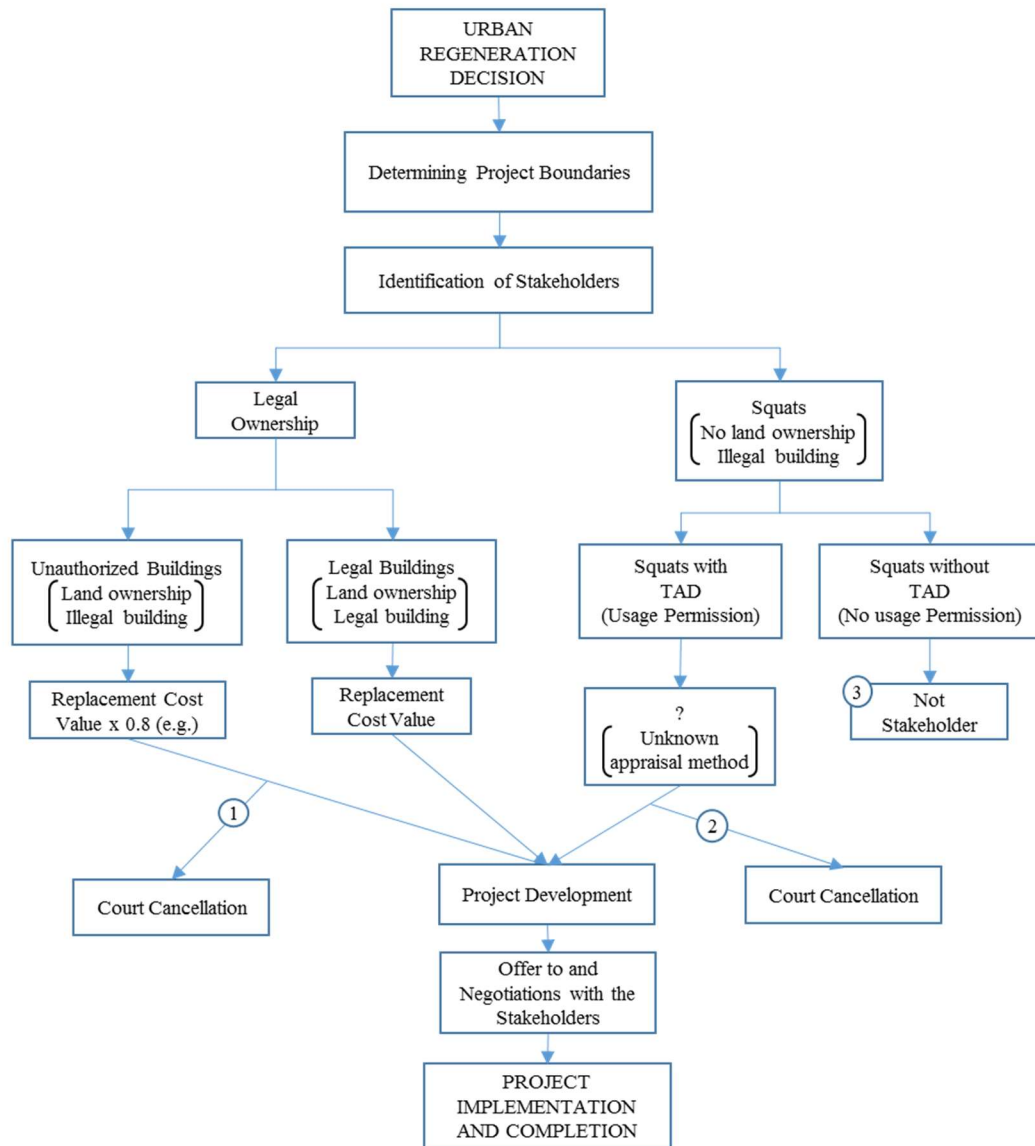 URBAN
REGENERATION
DECISION
Determining Project Boundaries
Identification of Stakeholders
Legal
Ownership
Squats
No land ownership
Illegal building
Unauthorized Buildings
Land ownership
Illegal building
Legal Buildings
Land ownership
Legal building
Squats with
TAD
(Usage Permission)
Squats without
TAD
(No usage Permission)
Replacement Cost
Value x 0.8 (e.g.)
Replacement
Cost Value
?
Unknown
appraisal method
3
Not
Stakeholder
1
2
Court Cancellation
Project Development
Court Cancellation
Offer to and
Negotiations with the
Stakeholders
PROJECT
IMPLEMENTATION
AND COMPLETION